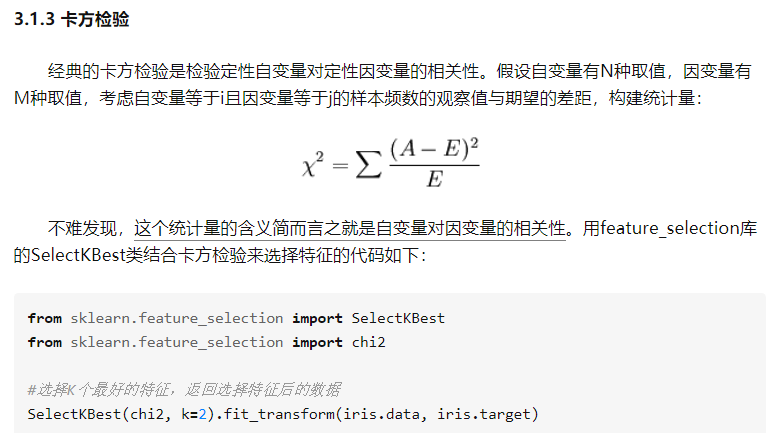 3.1.3 卡方检验
经典的卡方检验是检验定性自变量对定性因变量的相关性。假设自变量有N种取值，因变量有
M种取值，考虑自变量等于i且因变量等于j的样本频数的观察值与期望的差距，构建统计量：
χ² = ∑ (A − E)² / E
不难发现，这个统计量的含义简而言之就是自变量对因变量的相关性。用feature_selection库
的SelectKBest类结合卡方检验来选择特征的代码如下：
from sklearn.feature_selection import SelectKBest
from sklearn.feature_selection import chi2
#选择K个最好的特征，返回选择特征后的数据
SelectKBest(chi2, k=2).fit_transform(iris.data, iris.target)